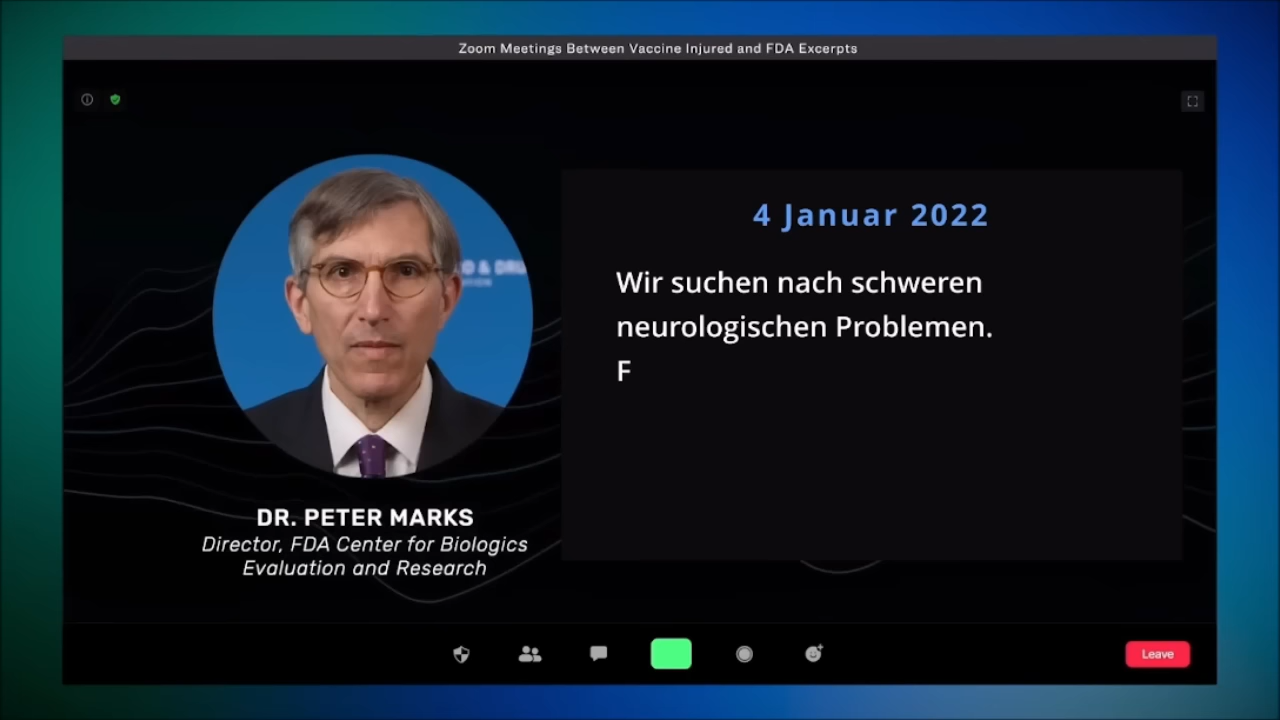 Zoom Meetings Between Vaccine Injured and FDA Excerpts
4 Januar 2022
Wir suchen nach schweren
neurologischen Problemen.
F
DR. PETER MARKS
Director, FDA Center for Biologics
Evaluation and Research
Leave